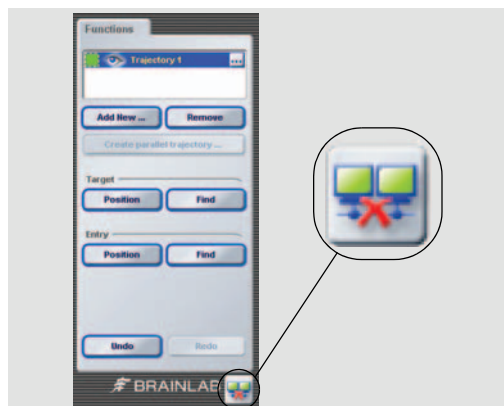 Functions
Trajectory 1 ...
Add New ... Remove
Create parallel trajectory ...
Target
Position Find
Entry
Position Find
Undo Redo
BRAINLAB